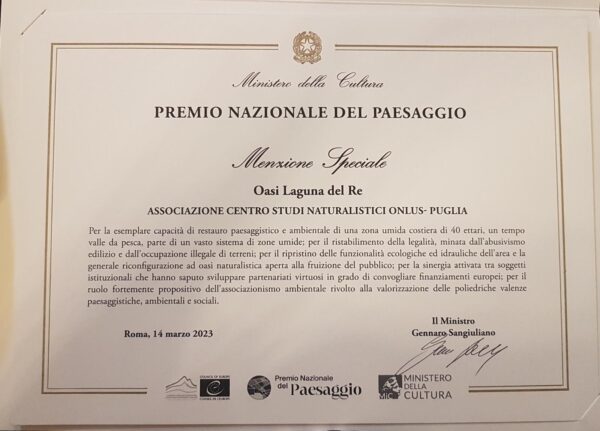 Ministero della Cultura
PREMIO NAZIONALE DEL PAESAGGIO
Menzione Speciale
Oasi Laguna del Re
ASSOCIAZIONE CENTRO STUDI NATURALISTICI ONLUS- PUGLIA
Per la esemplare capacità di restauro paesaggistico e ambientale di una zona umida costiera di 40 ettari, un tempo
valle da pesca, parte di un vasto sistema di zone umide; per il ristabilimento della legalità, minata dall'abusivismo
edilizio e dall'occupazione illegale di terreni; per il ripristino delle funzionalità ecologiche ed idrauliche dell'area e la
generale riconfigurazione ad oasi naturalistica aperta alla fruizione del pubblico; per la sinergia attivata tra soggetti
istituzionali che hanno saputo sviluppare partenariati virtuosi in grado di convogliare finanziamenti europei; per il
ruolo fortemente propositivo dell'associazionismo ambientale rivolto alla valorizzazione delle poliedriche valenze
paesaggistiche, ambientali e sociali.
Roma, 14 marzo 2023
Il Ministro
Gennaro Sangiuliano
COUNCIL OF EUROPE
CONSEIL DE L'EUROPE
Premio Nazionale
del Paesaggio
MiC
MINISTERO
DELLA
CULTURA